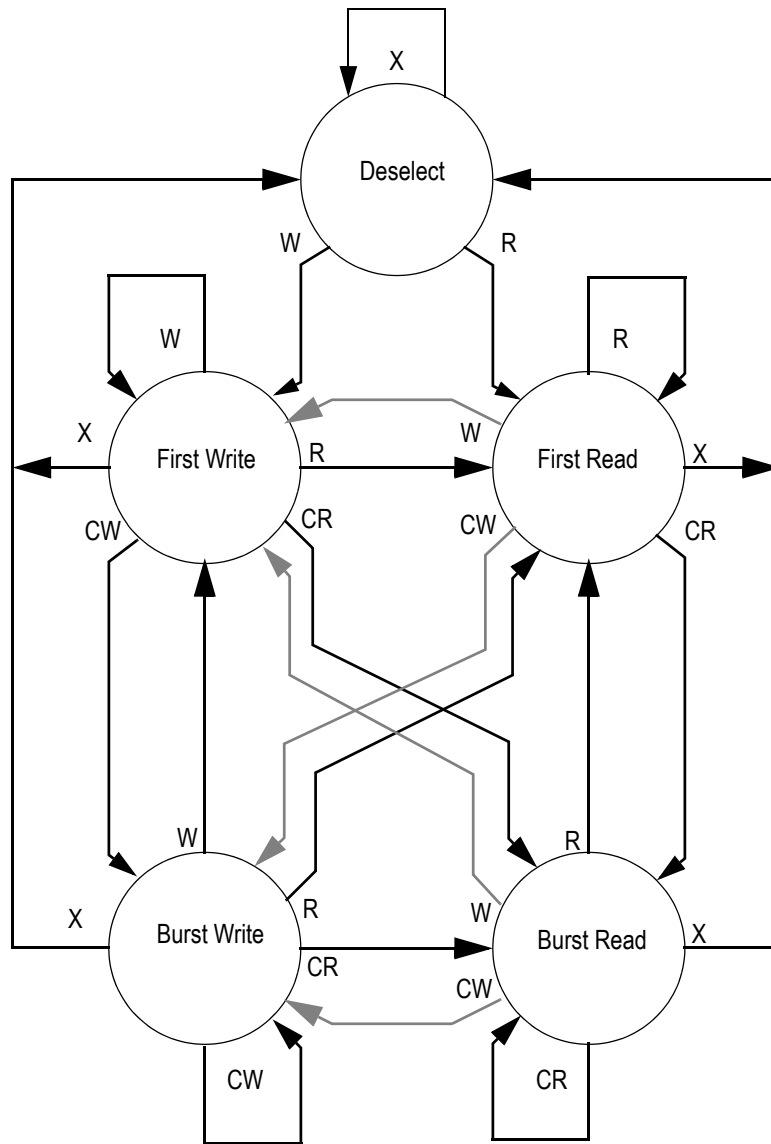 X
Deselect
W
R
W
R
X
W
First Write
R
First Read
X
CW
CR
CW
CR
W
R
X
R
W
Burst Write
Burst Read
X
CR
CW
CW
CR